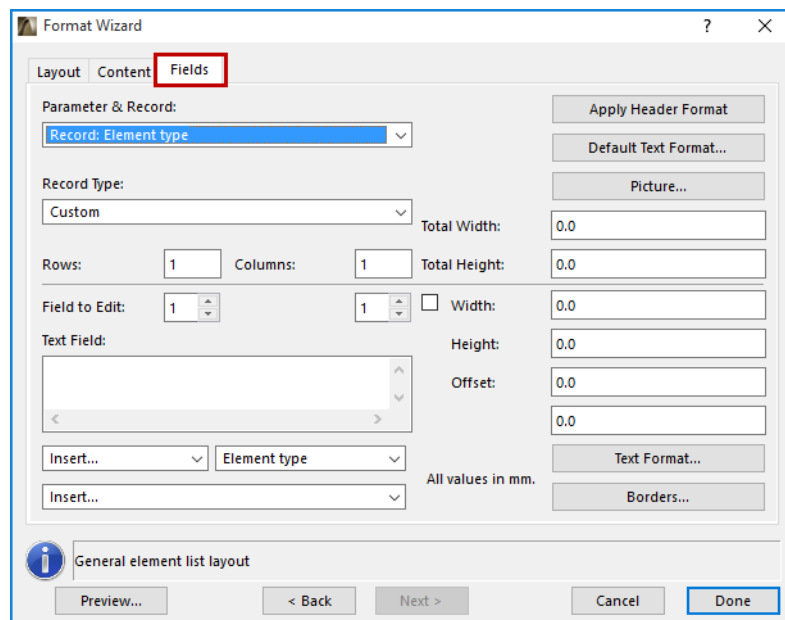 Format Wizard ?
Layout Content Fields
Parameter & Record:
Apply Header Format
Record: Element type
Default Text Format...
Record Type:
Picture...
Custom
Total Width: 0.0
Rows: 1 Columns: 1 Total Height: 0.0
Field to Edit: 1 1 Width: 0.0
Text Field:
Height: 0.0
Offset: 0.0
0.0
Insert... Element type
Text Format...
All values in mm.
Insert...
Borders...
General element list layout
Preview... < Back Next > Cancel Done